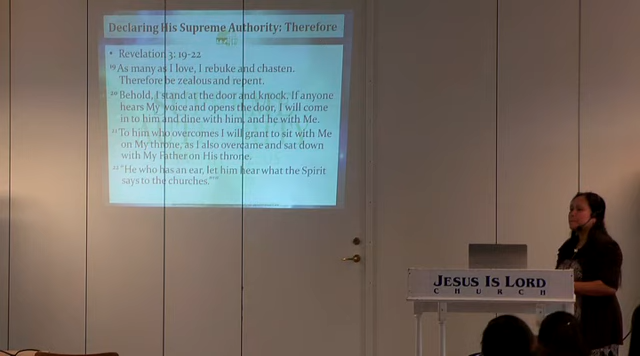 Declaring His Supreme Authority: Therefore
• Revelation 3: 19-22
19 As many as I love, I rebuke and chasten.
Therefore be zealous and repent.
20 Behold, I stand at the door and knock. If anyone
hears My voice and opens the door, I will come
in to him and dine with him, and he with Me.
21 To him who overcomes I will grant to sit with Me
on My throne, as I also overcame and sat down
with My Father on His throne.
22 "He who has an ear, let him hear what the Spirit
says to the churches."
JESUS IS LORD
CHURCH